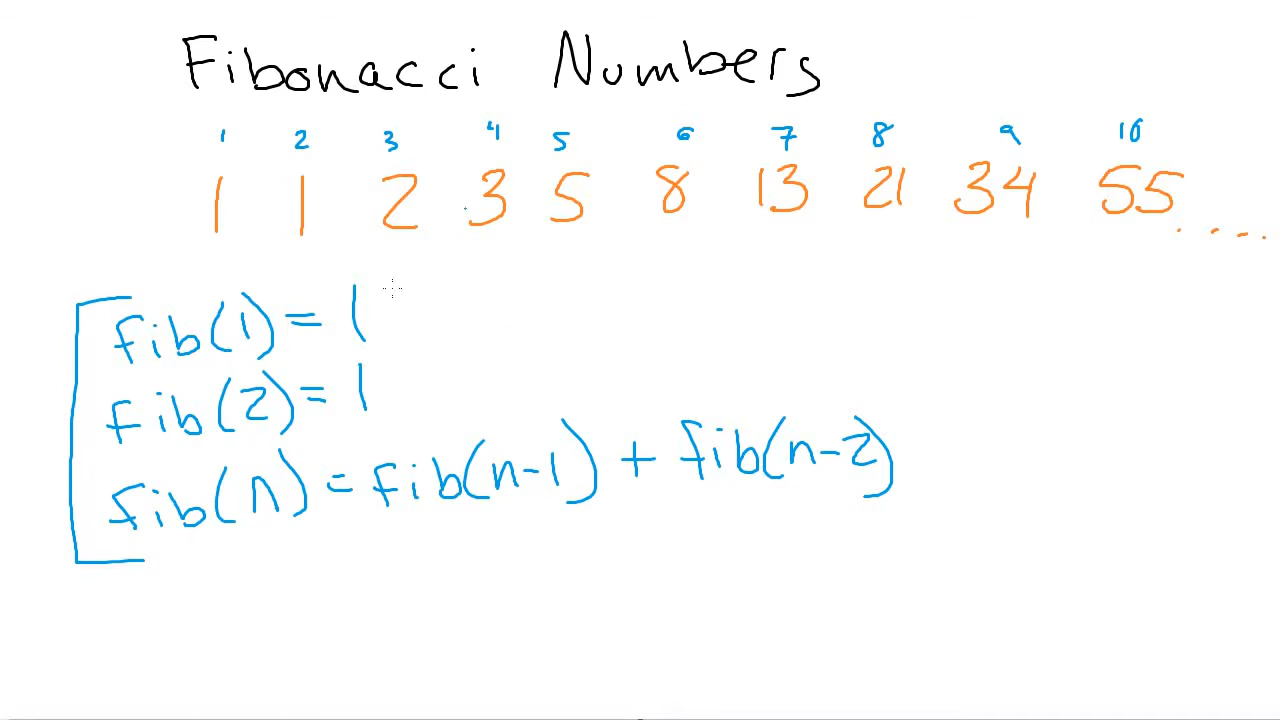 Fibonacci Numbers
1 2 3 4 5 6 7 8 9 10
1 1 2 3 5 8 13 21 34 55 . . . .
fib(1) = 1
fib(2) = 1
fib(n) = fib(n-1) + fib(n-2)